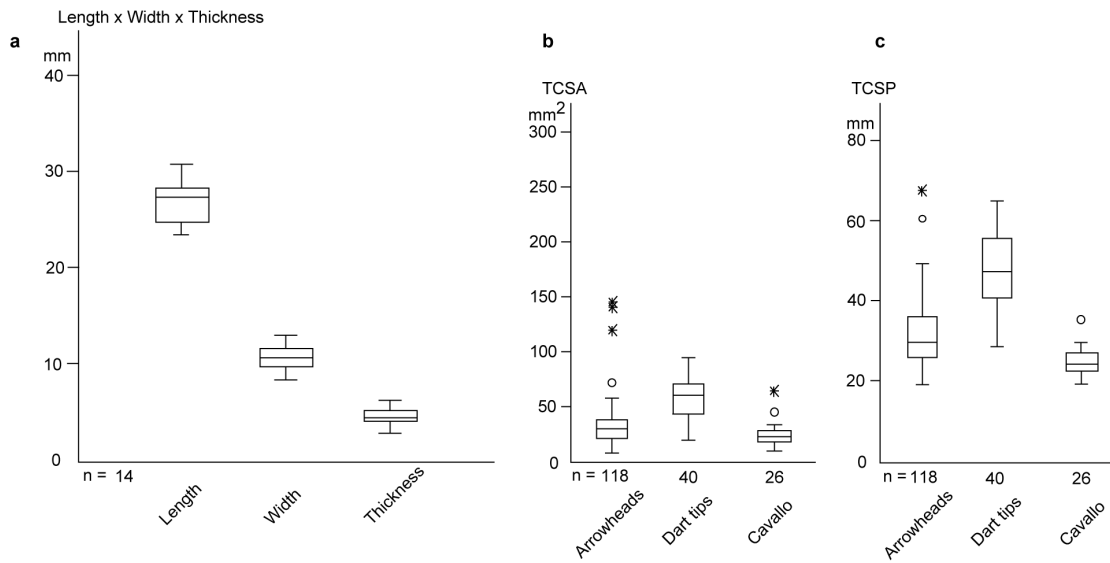 Length x Width x Thickness
a
mm
40
30
20
10
0
n = 14
Length
Width
Thickness
b
TCSA
mm2
300
250
200
150
100
50
0
n = 118
40
26
Arrowheads
Dart tips
Cavallo
c
TCSP
mm
80
60
40
20
0
n = 118
40
26
Arrowheads
Dart tips
Cavallo